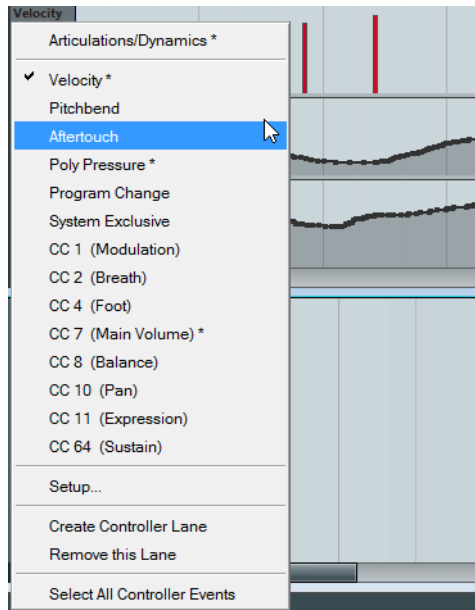 Velocity
Articulations/Dynamics *
Velocity *
Pitchbend
Aftertouch
Poly Pressure *
Program Change
System Exclusive
CC 1 (Modulation)
CC 2 (Breath)
CC 4 (Foot)
CC 7 (Main Volume) *
CC 8 (Balance)
CC 10 (Pan)
CC 11 (Expression)
CC 64 (Sustain)
Setup...
Create Controller Lane
Remove this Lane
Select All Controller Events